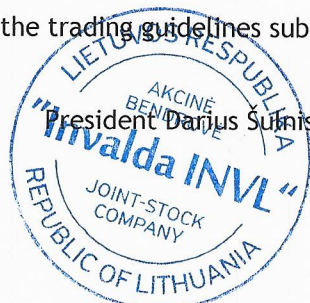 the trading guidelines sub
LIETUVOS RESPUBLIKA
AKCINĖ
BENDROVĖ
President Darius Šulnis
"Invalda INVL"
JOINT-STOCK
COMPANY
REPUBLIC OF LITHUANIA